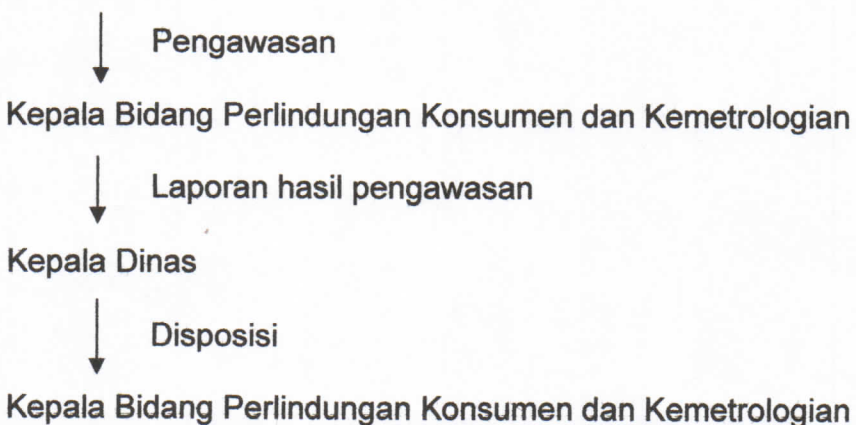 Pengawasan
Kepala Bidang Perlindungan Konsumen dan Kemetrologian
Laporan hasil pengawasan
Kepala Dinas
Disposisi
Kepala Bidang Perlindungan Konsumen dan Kemetrologian